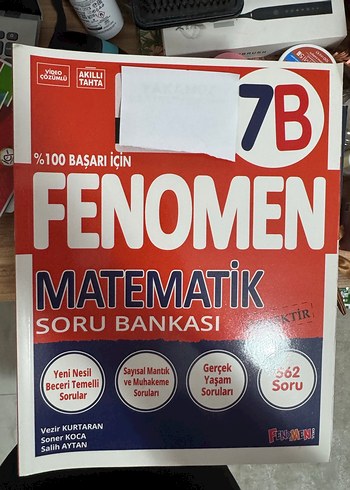 VİDEO
ÇÖZÜMLÜ
AKILLI
TAHTA
7B
%100 BAŞARI İÇİN
FENOMEN
MATEMATİK
SORU BANKASI
Yeni Nesil
Beceri Temelli
Sorular
Sayısal Mantık
ve Muhakeme
Soruları
Gerçek
Yaşam
Soruları
562
Soru
Vezir KURTARAN
Soner KOCA
Salih AYTAN
FENOMEN